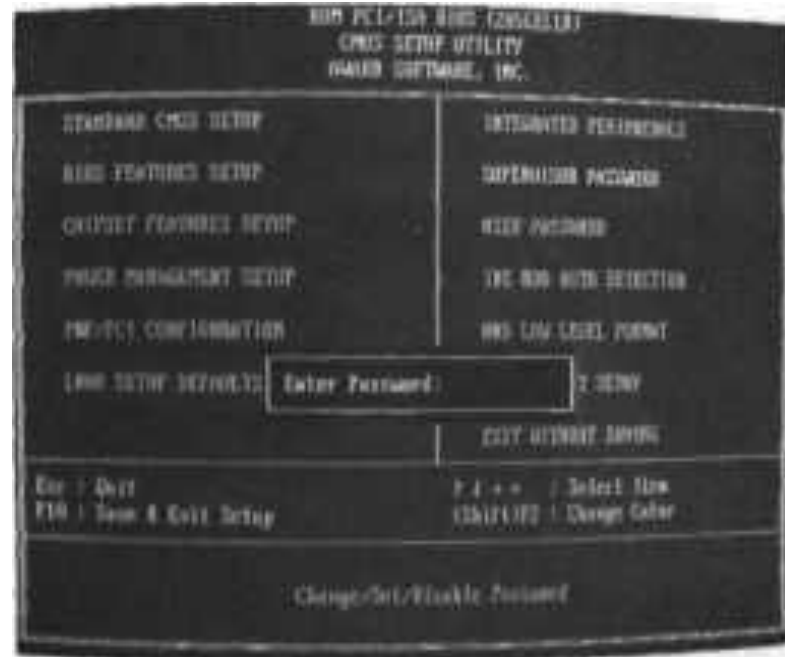 ROM PCI/ISA BIOS
CMOS SETUP UTILITY
AWARD SOFTWARE, INC.
STANDARD CMOS SETUP
BIOS FEATURES SETUP
CHIPSET FEATURES SETUP
POWER MANAGEMENT SETUP
PNP/PCI CONFIGURATION
LOAD SETUP DEFAULTS
INTEGRATED PERIPHERALS
SUPERVISOR PASSWORD
USER PASSWORD
IDE HDD AUTO DETECTION
HDD LOW LEVEL FORMAT
SETUP
EXIT WITHOUT SAVING
Enter Password:
Esc : Quit
F10 : Save & Exit Setup
: Select Item
(Shift)F2 : Change Color
Change/Set/Disable Password